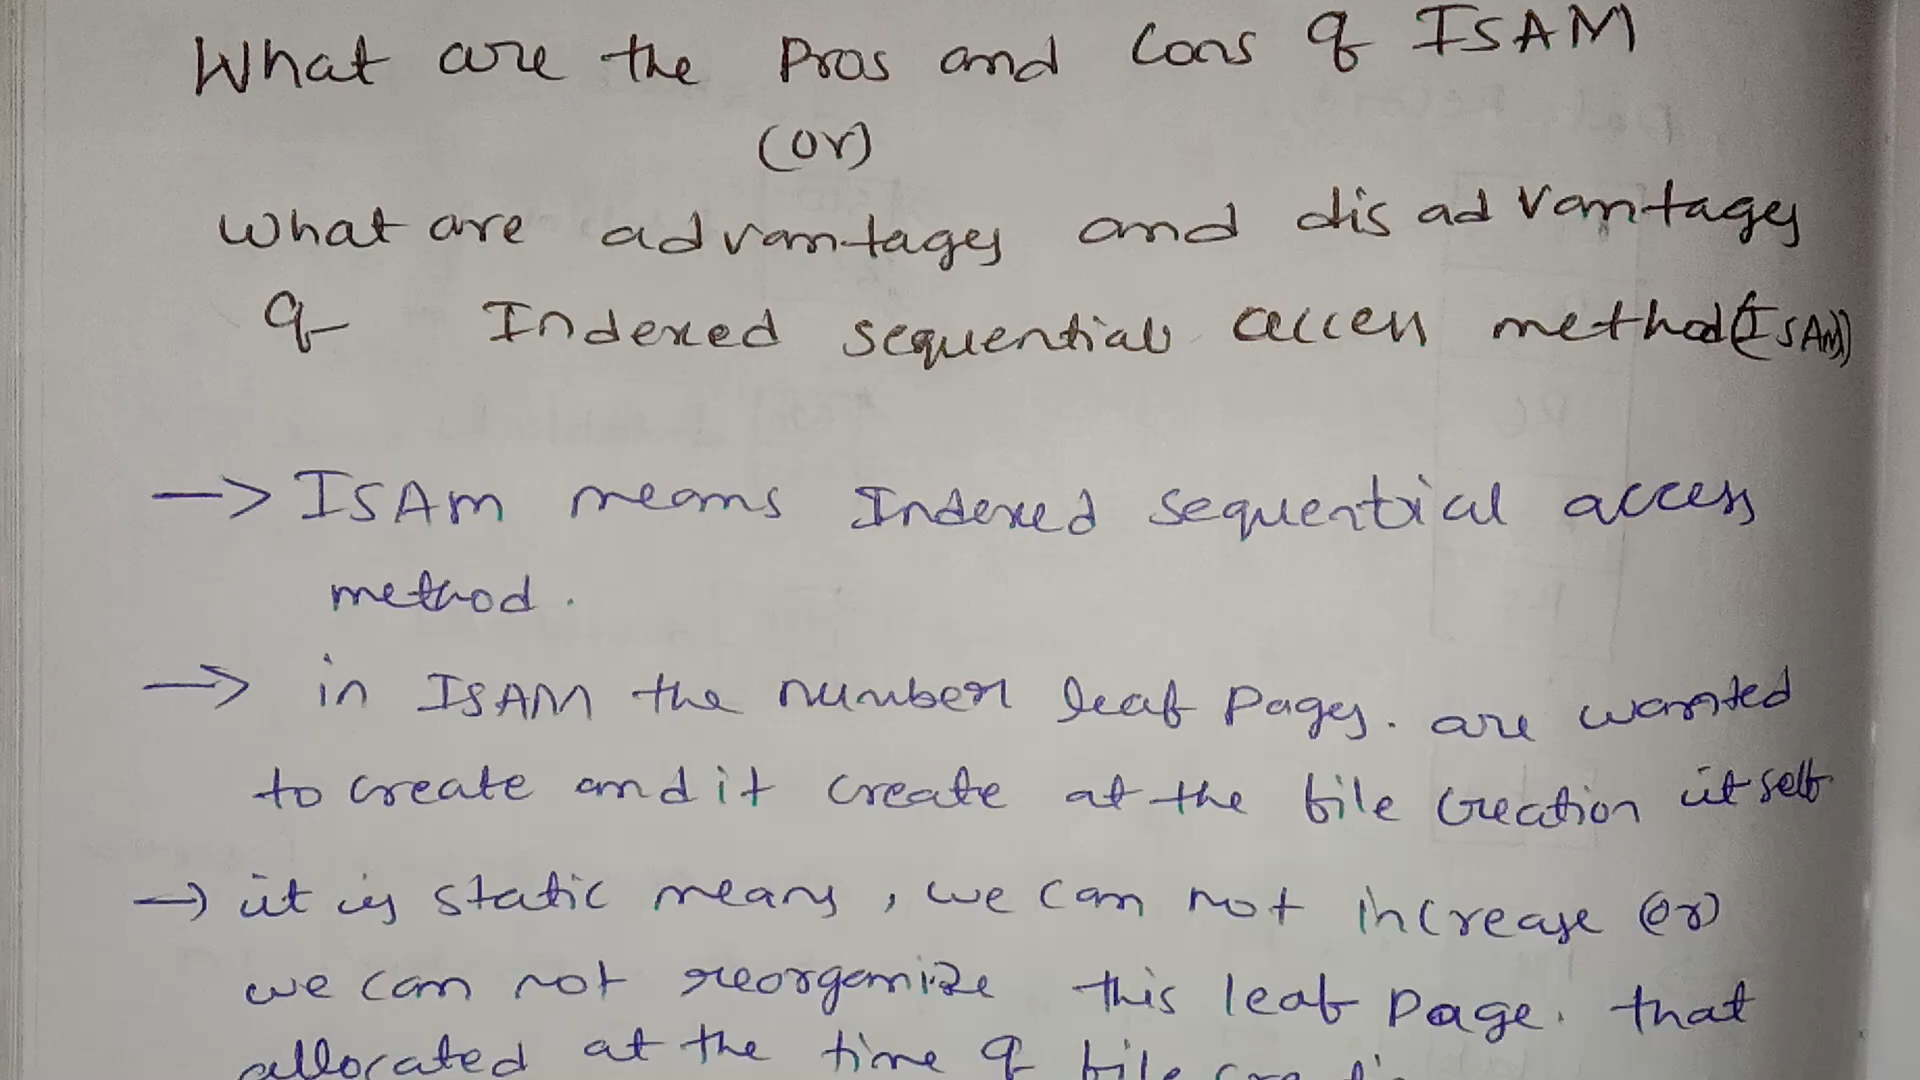 What are the Pros and Cons of ISAM
(or)
What are advantages and dis advantages
of Indexed sequential access method (ISAM)
-> ISAM means Indexed sequential access
method.
-> in ISAM the number leaf pages. are wanted
to create and it create at the file creation itself.
-> it is static means, we can not increase (or)
we can not reorganize this leaf page. that
allocated at the time of file